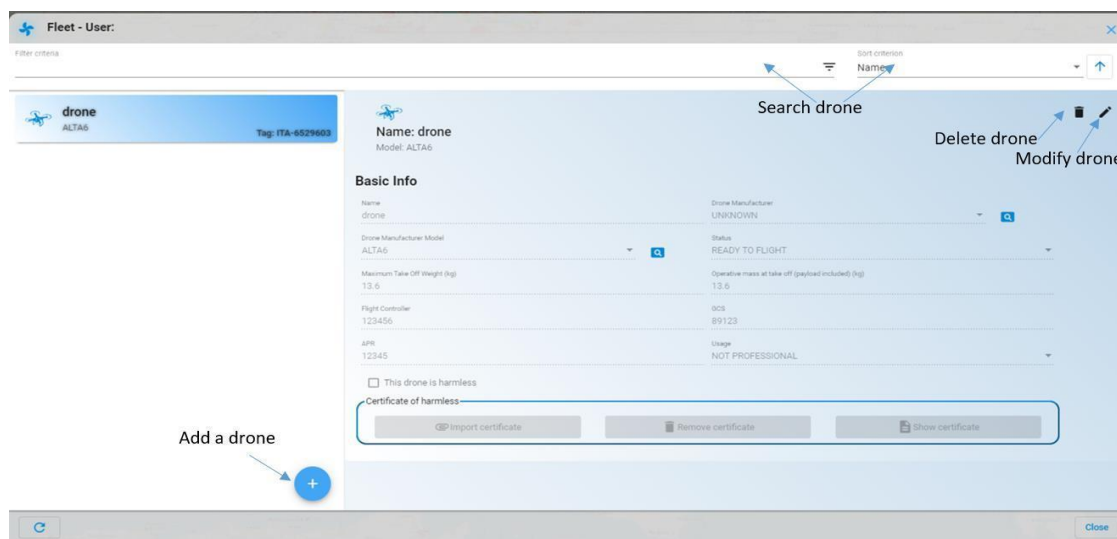 Fleet - User:
Filter criteria
Sort criterion
Name
Search drone
drone
ALTA6
Tag: ITA-6529603
Name: drone
Model: ALTA6
Delete drone
Modify drone
Basic Info
Name
drone
Drone Manufacturer
UNKNOWN
Drone Manufacturer Model
ALTA6
Status
READY TO FLIGHT
Maximum Take Off Weight (kg)
13.6
Operative mass at take off (payload included) (kg)
13.6
Flight Controller
123456
GCS
89123
APR
12345
Usage
NOT PROFESSIONAL
This drone is harmless
Certificate of harmless
Import certificate
Remove certificate
Show certificate
Add a drone
Close